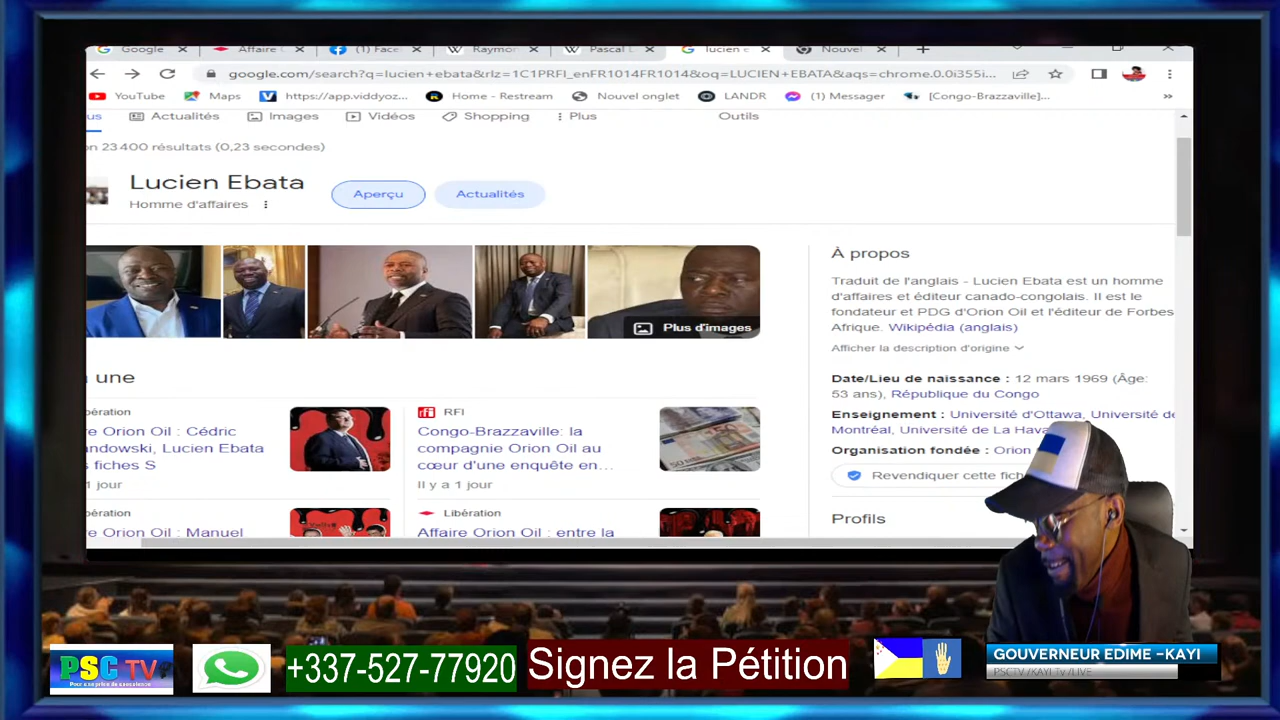 Google
Affaire
(1) Face
Raymor
Pascal
lucien e
Nouvel
google.com/search?q=lucien+ebata&rlz=1C1PRFI_enFR1014FR1014&oq=LUCIEN+EBATA&aqs=chrome.0.0i355i...
YouTube
Maps
https://app.viddyoz...
Home - Restream
Nouvel onglet
LANDR
(1) Messager
[Congo-Brazzaville]...
»
us
Actualités
Images
Vidéos
Shopping
Plus
Outils
on 23 400 résultats (0,23 secondes)
Lucien Ebata
Homme d'affaires
Aperçu
Actualités
Plus d'images
À propos
Traduit de l'anglais - Lucien Ebata est un homme
d'affaires et éditeur canado-congolais. Il est le
fondateur et PDG d'Orion Oil et l'éditeur de Forbes
Afrique. Wikipédia (anglais)
Afficher la description d'origine
Date/Lieu de naissance : 12 mars 1969 (Âge:
53 ans), République du Congo
Enseignement : Université d'Ottawa, Université de
Montréal, Université de La Hava
Organisation fondée : Orion
Revendiquer cette fich
Profils
une
bération
re Orion Oil : Cédric
andowski, Lucien Ebata
s fiches S
1 jour
RFI
Congo-Brazzaville: la
compagnie Orion Oil au
cœur d'une enquête en...
Il y a 1 jour
bération
re Orion Oil : Manuel
Libération
Affaire Orion Oil : entre la
PSC TV
+337-527-77920
Signez la Pétition
GOUVERNEUR EDIME –KAYI
PSCTV /KAYI Tv /LIVE